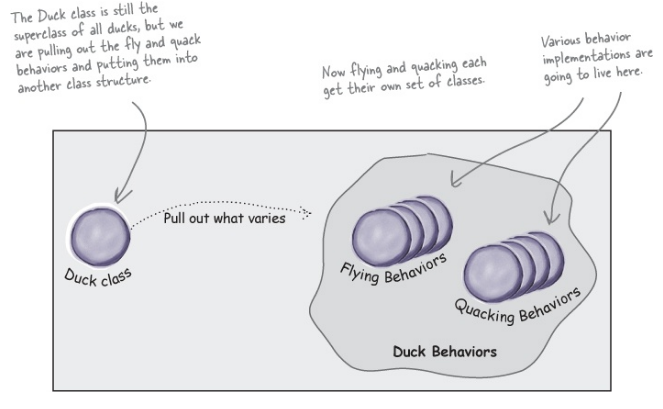 The Duck class is still the
superclass of all ducks, but we
are pulling out the fly and quack
behaviors and putting them into
another class structure.
Now flying and quacking each
get their own set of classes.
Various behavior
implementations are
going to live here.
Pull out what varies
Duck class
Flying Behaviors
Quacking Behaviors
Duck Behaviors